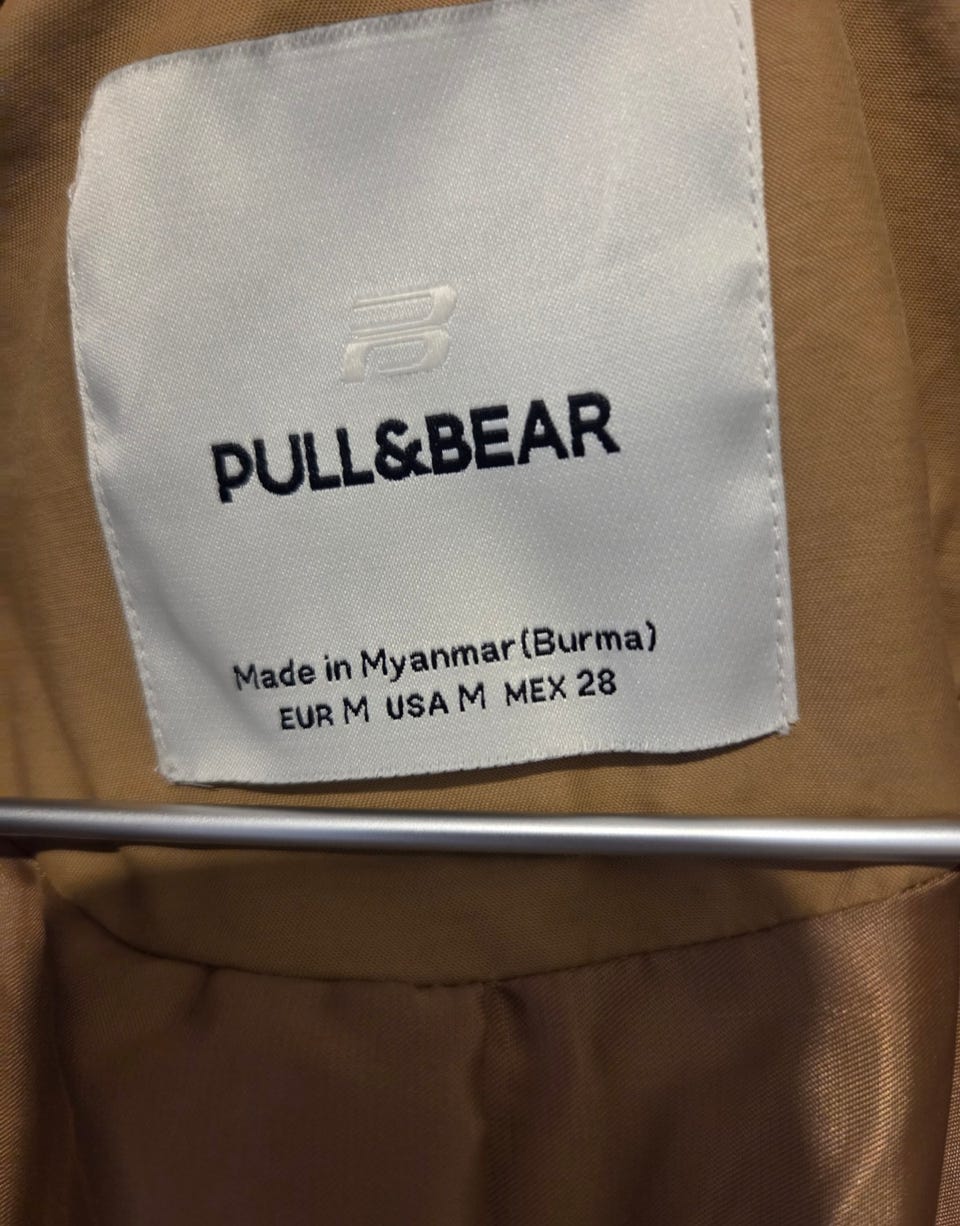 PULL&BEAR
Made in Myanmar (Burma)
EUR M USA M MEX 28